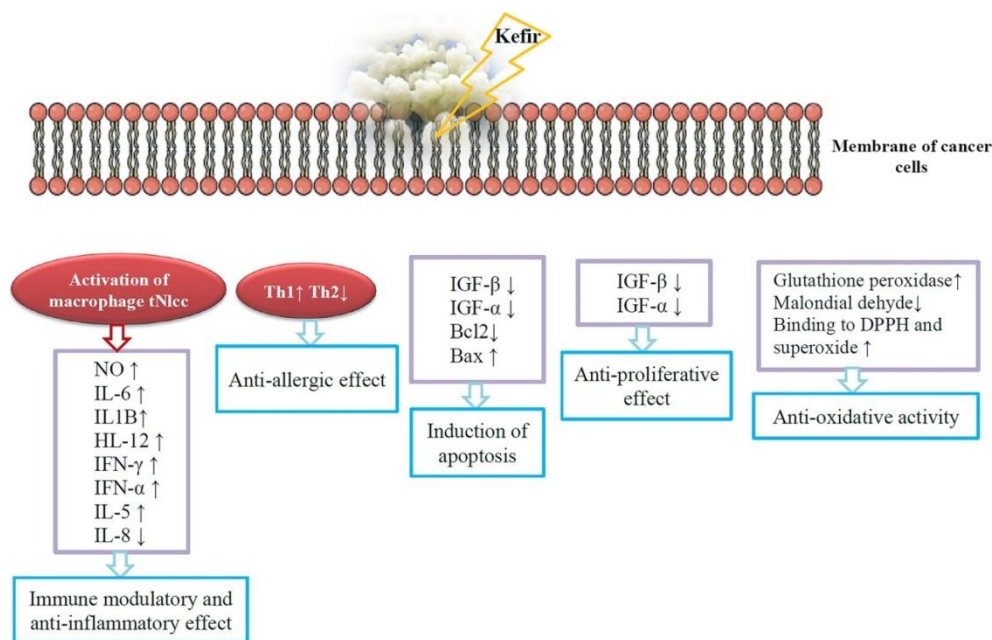 Kefir
Membrane of cancer
cells
Activation of
macrophage tNlcc
NO ↑
IL-6 ↑
IL1B↑
HL-12 ↑
IFN-γ ↑
IFN-α ↑
IL-5 ↑
IL-8 ↓
Immune modulatory and
anti-inflammatory effect
Th1↑ Th2↓
Anti-allergic effect
IGF-β ↓
IGF-α ↓
Bcl2↓
Bax ↑
Induction of
apoptosis
IGF-β ↓
IGF-α ↓
Anti-proliferative
effect
Glutathione peroxidase↑
Malondial dehyde↓
Binding to DPPH and
superoxide ↑
Anti-oxidative activity